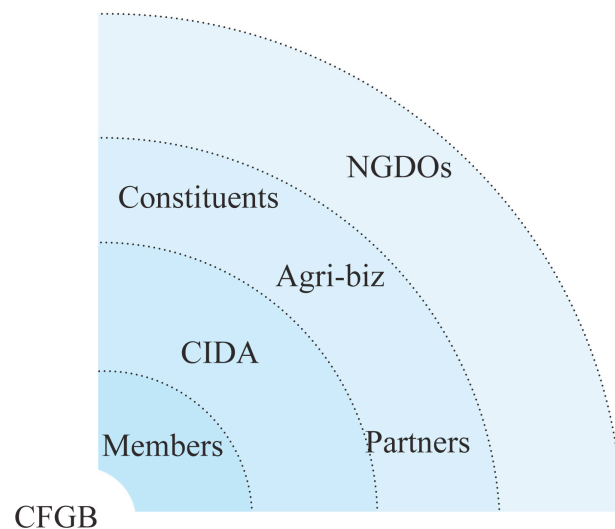 NGDOs
Constituents
Agri-biz
CIDA
Members
Partners
CFGB